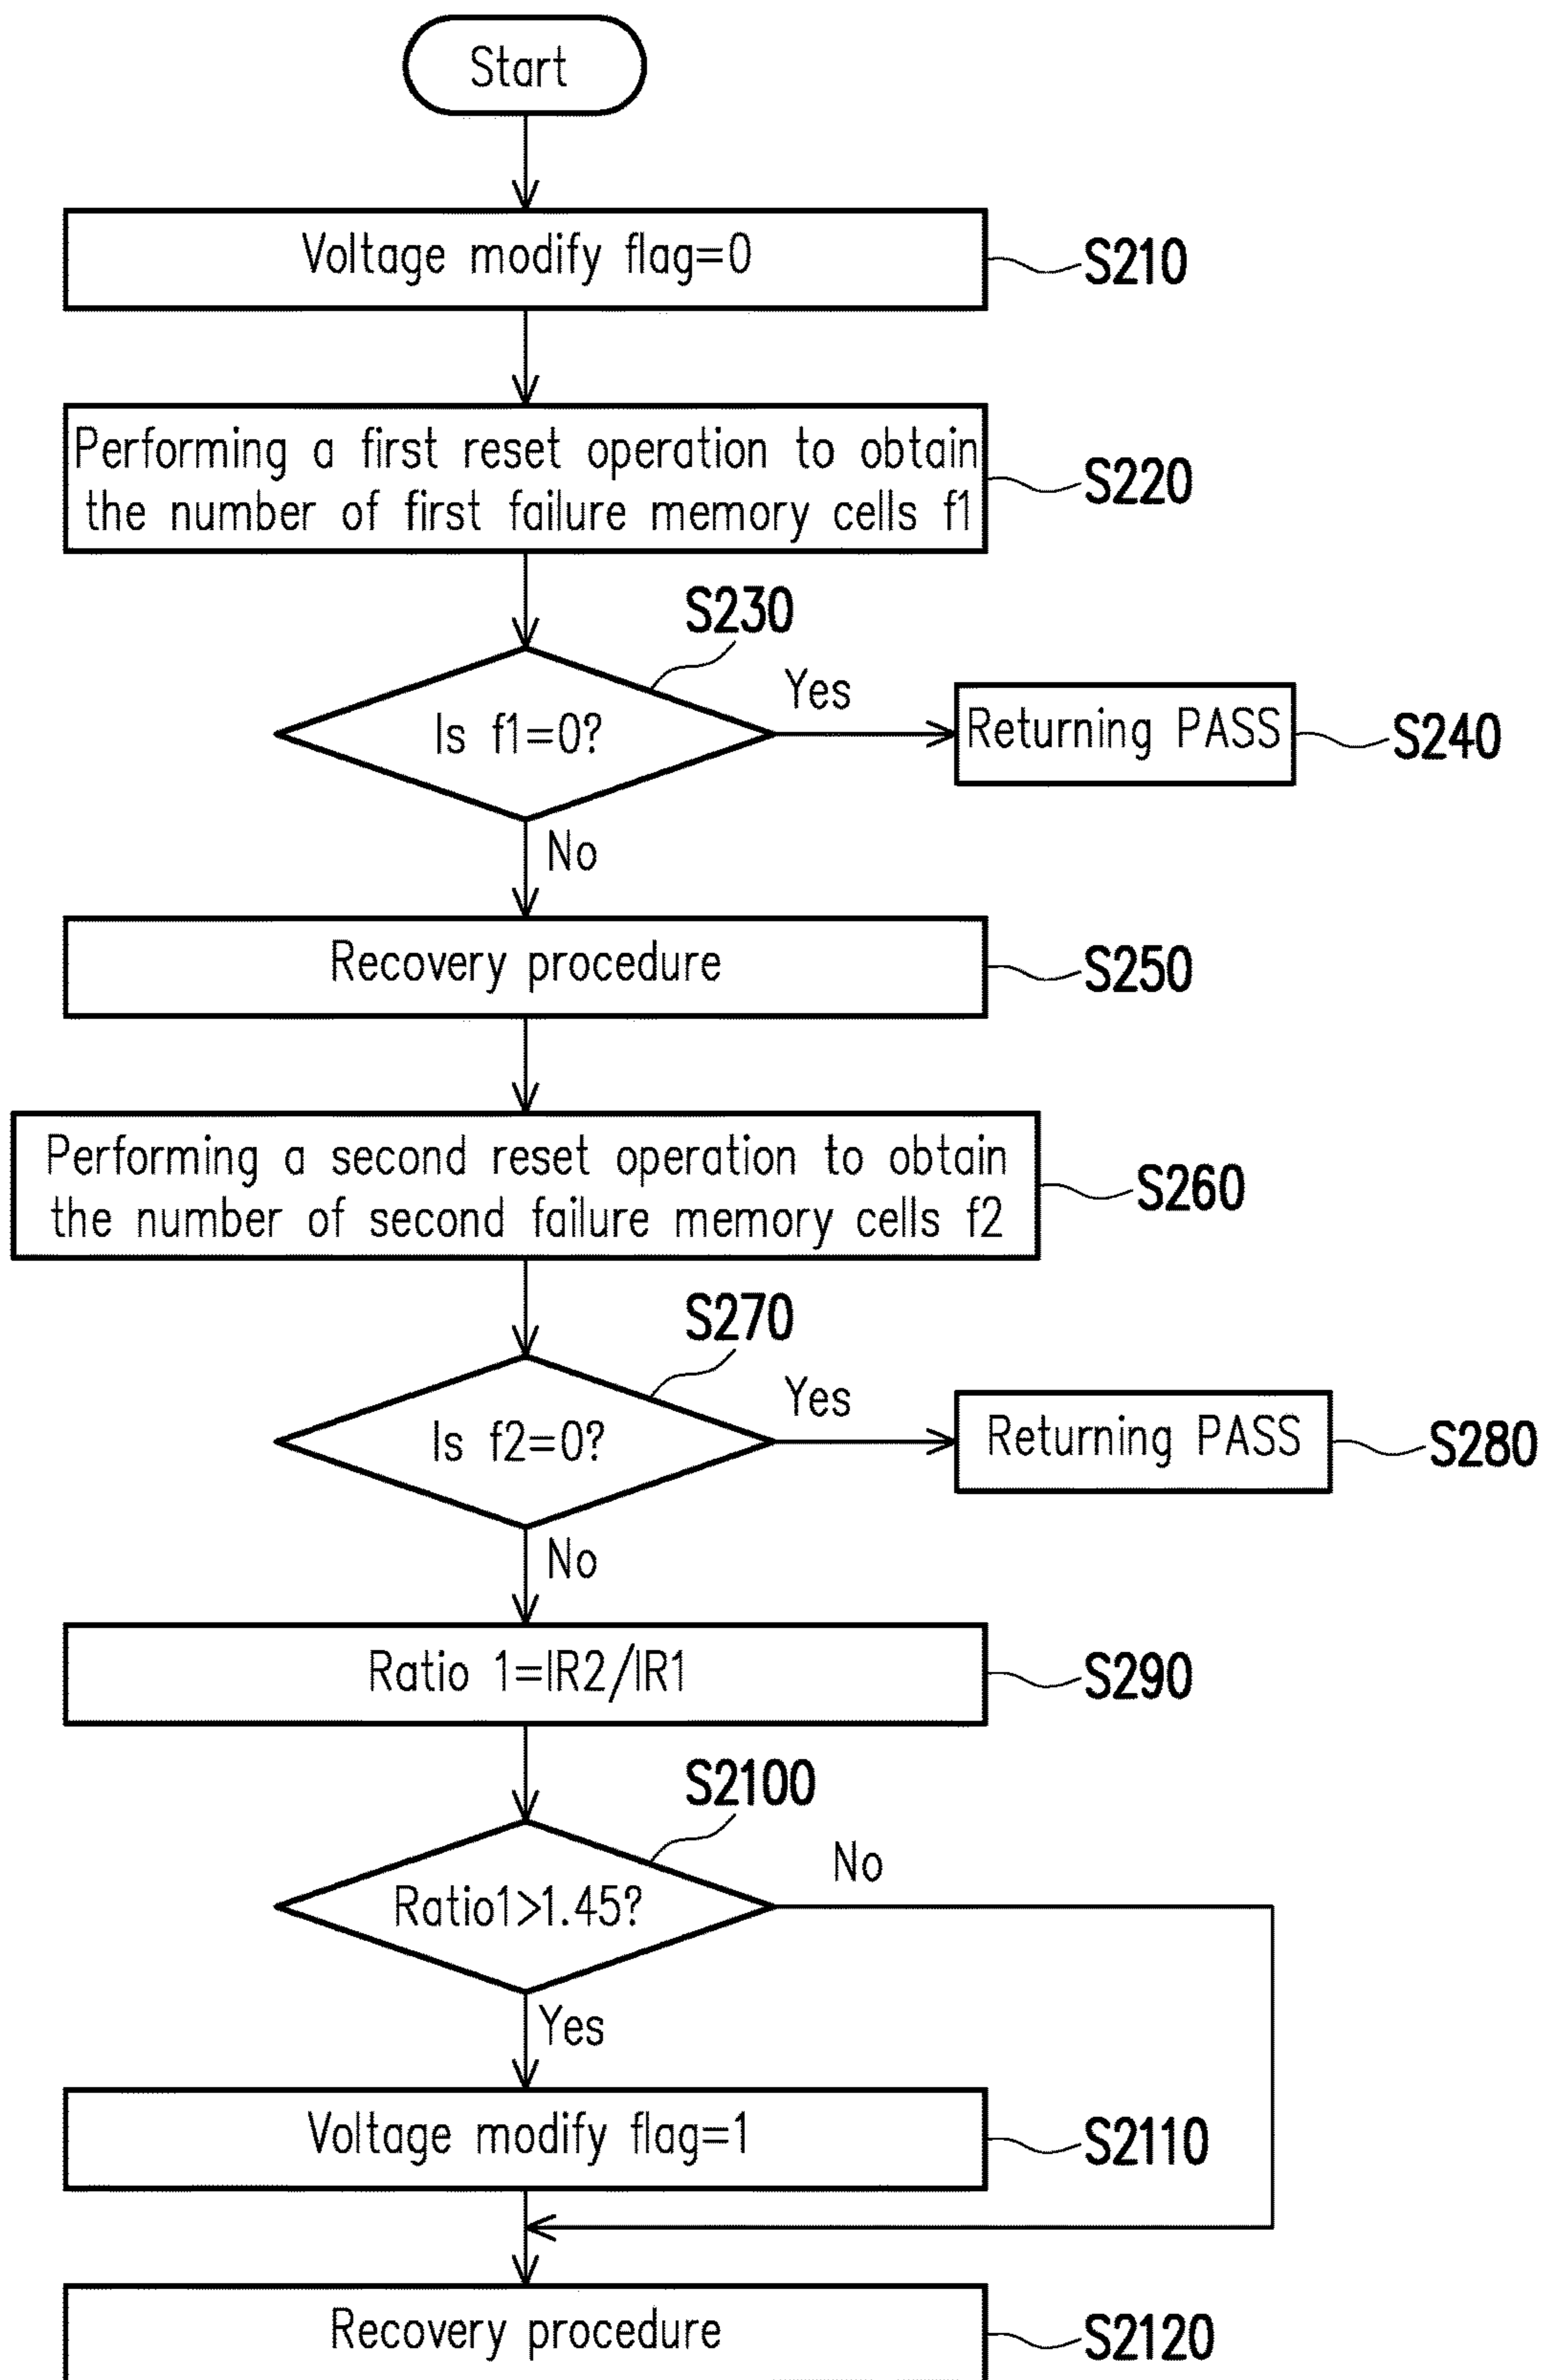 Start
Voltage modify flag=0
S210
Performing a first reset operation to obtain
the number of first failure memory cells f1
S220
S230
Is f1=0?
Yes
Returning PASS
S240
No
Recovery procedure
S250
Performing a second reset operation to obtain
the number of second failure memory cells f2
S260
S270
Is f2=0?
Yes
Returning PASS
S280
No
Ratio 1=IR2/IR1
S290
S2100
Ratio1>1.45?
No
Yes
Voltage modify flag=1
S2110
Recovery procedure
S2120